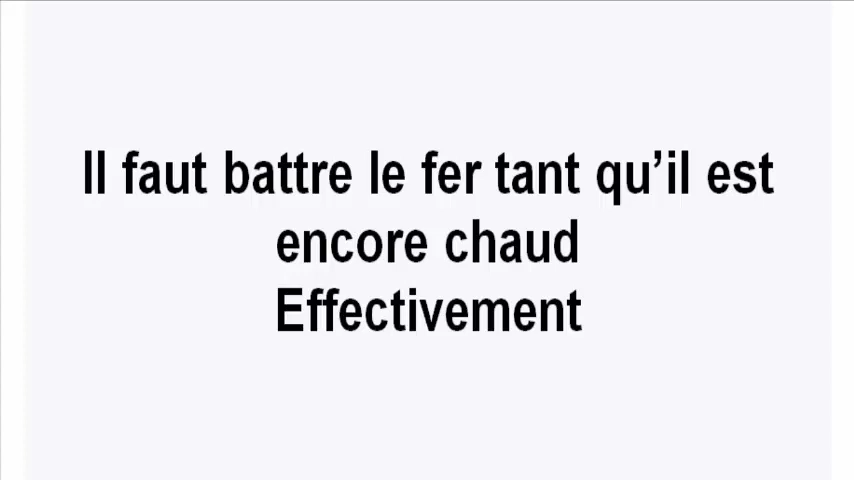 Il faut battre le fer tant qu’il est
encore chaud
Effectivement